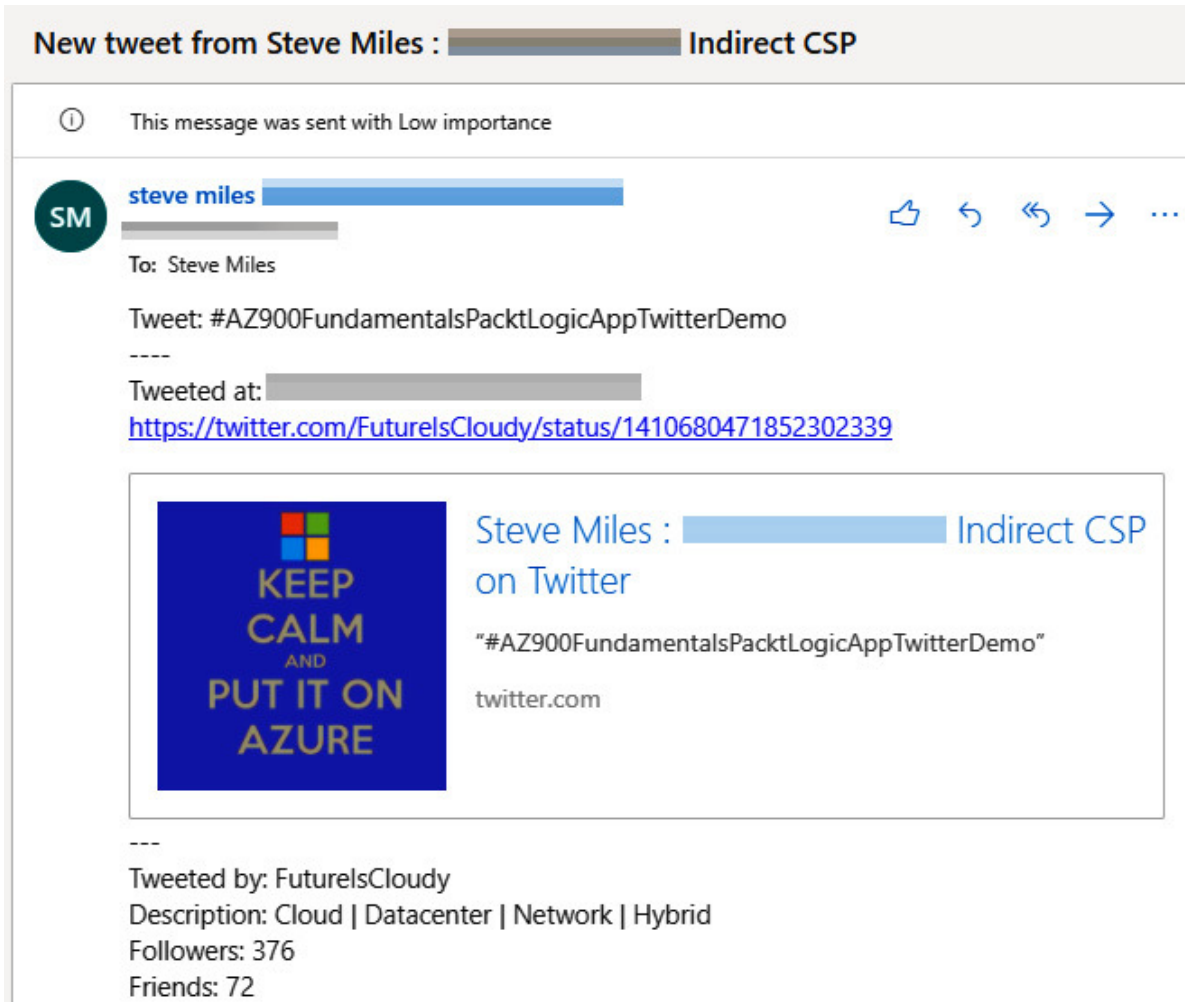 New tweet from Steve Miles : Indirect CSP
This message was sent with Low importance
SM
steve miles
To: Steve Miles
Tweet: #AZ900FundamentalsPacktLogicAppTwitterDemo
----
Tweeted at:
https://twitter.com/FutureIsCloudy/status/1410680471852302339
KEEP
CALM
AND
PUT IT ON
AZURE
Steve Miles : Indirect CSP
on Twitter
“#AZ900FundamentalsPacktLogicAppTwitterDemo”
twitter.com
---
Tweeted by: FutureIsCloudy
Description: Cloud | Datacenter | Network | Hybrid
Followers: 376
Friends: 72